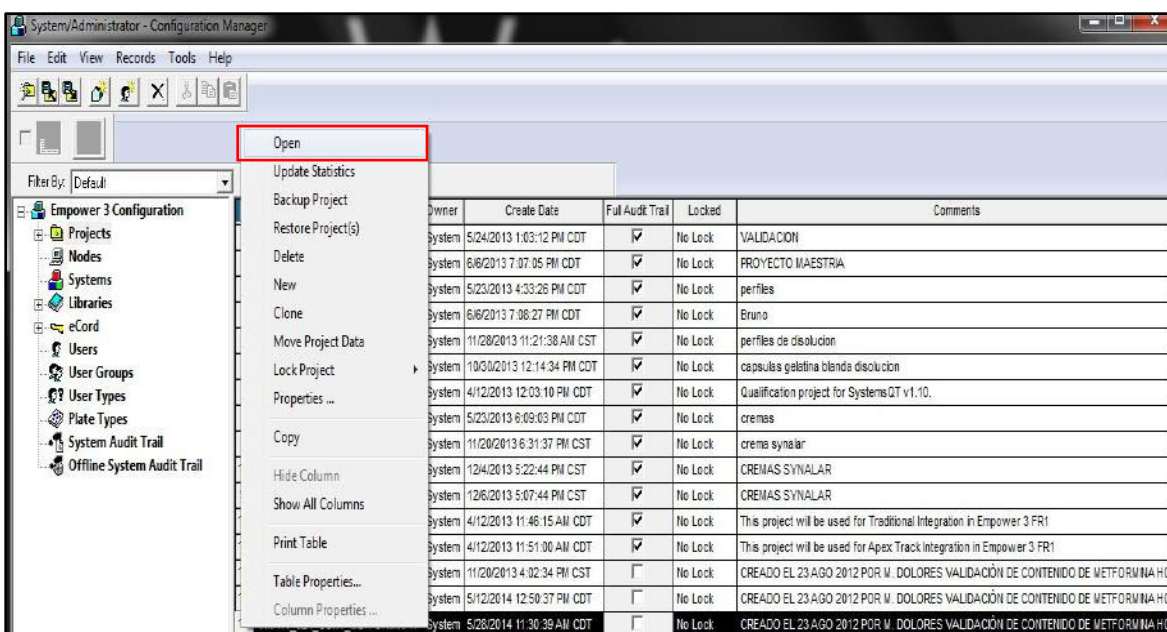 System/Administrator - Configuration Manager
File Edit View Records Tools Help
Filter By: Default
Empower 3 Configuration
Projects
Nodes
Systems
Libraries
eCord
Users
User Groups
User Types
Plate Types
System Audit Trail
Offline System Audit Trail
Open
Update Statistics
Backup Project
Restore Project(s)
Delete
New
Clone
Move Project Data
Lock Project
Properties ...
Copy
Hide Column
Show All Columns
Print Table
Table Properties...
Column Properties ...
Owner Create Date Full Audit Trail Locked Comments
System 5/24/2013 1:03:12 PM CDT No Lock VALIDACION
System 6/6/2013 7:07:05 PM CDT No Lock PROYECTO MAESTRIA
System 5/23/2013 4:33:26 PM CDT No Lock perfiles
System 6/6/2013 7:08:27 PM CDT No Lock Bruno
System 11/28/2013 11:21:38 AM CST No Lock perfiles de disolucion
System 10/30/2013 12:14:34 PM CDT No Lock capsulas gelatina blanda disolucion
System 4/12/2013 12:03:10 PM CDT No Lock Qualification project for SystemsQT v1.10.
System 5/23/2013 6:09:03 PM CDT No Lock cremas
System 11/20/2013 6:31:37 PM CST No Lock crema synalar
System 12/4/2013 5:22:44 PM CST No Lock CREMAS SYNALAR
System 12/6/2013 5:07:44 PM CST No Lock CREMAS SYNALAR
System 4/12/2013 11:46:15 AM CDT No Lock This project will be used for Traditional Integration in Empower 3 FR1
System 4/12/2013 11:51:00 AM CDT No Lock This project will be used for Apex Track Integration in Empower 3 FR1
System 11/20/2013 4:02:34 PM CST No Lock CREADO EL 23 AGO 2012 POR M. DOLORES VALIDACIÓN DE CONTENIDO DE METFORMINA HC
System 5/12/2014 12:50:37 PM CDT No Lock CREADO EL 23 AGO 2012 POR M. DOLORES VALIDACIÓN DE CONTENIDO DE METFORMINA HC
System 5/28/2014 11:30:39 AM CDT No Lock CREADO EL 23 AGO 2012 POR M. DOLORES VALIDACIÓN DE CONTENIDO DE METFORMINA HC